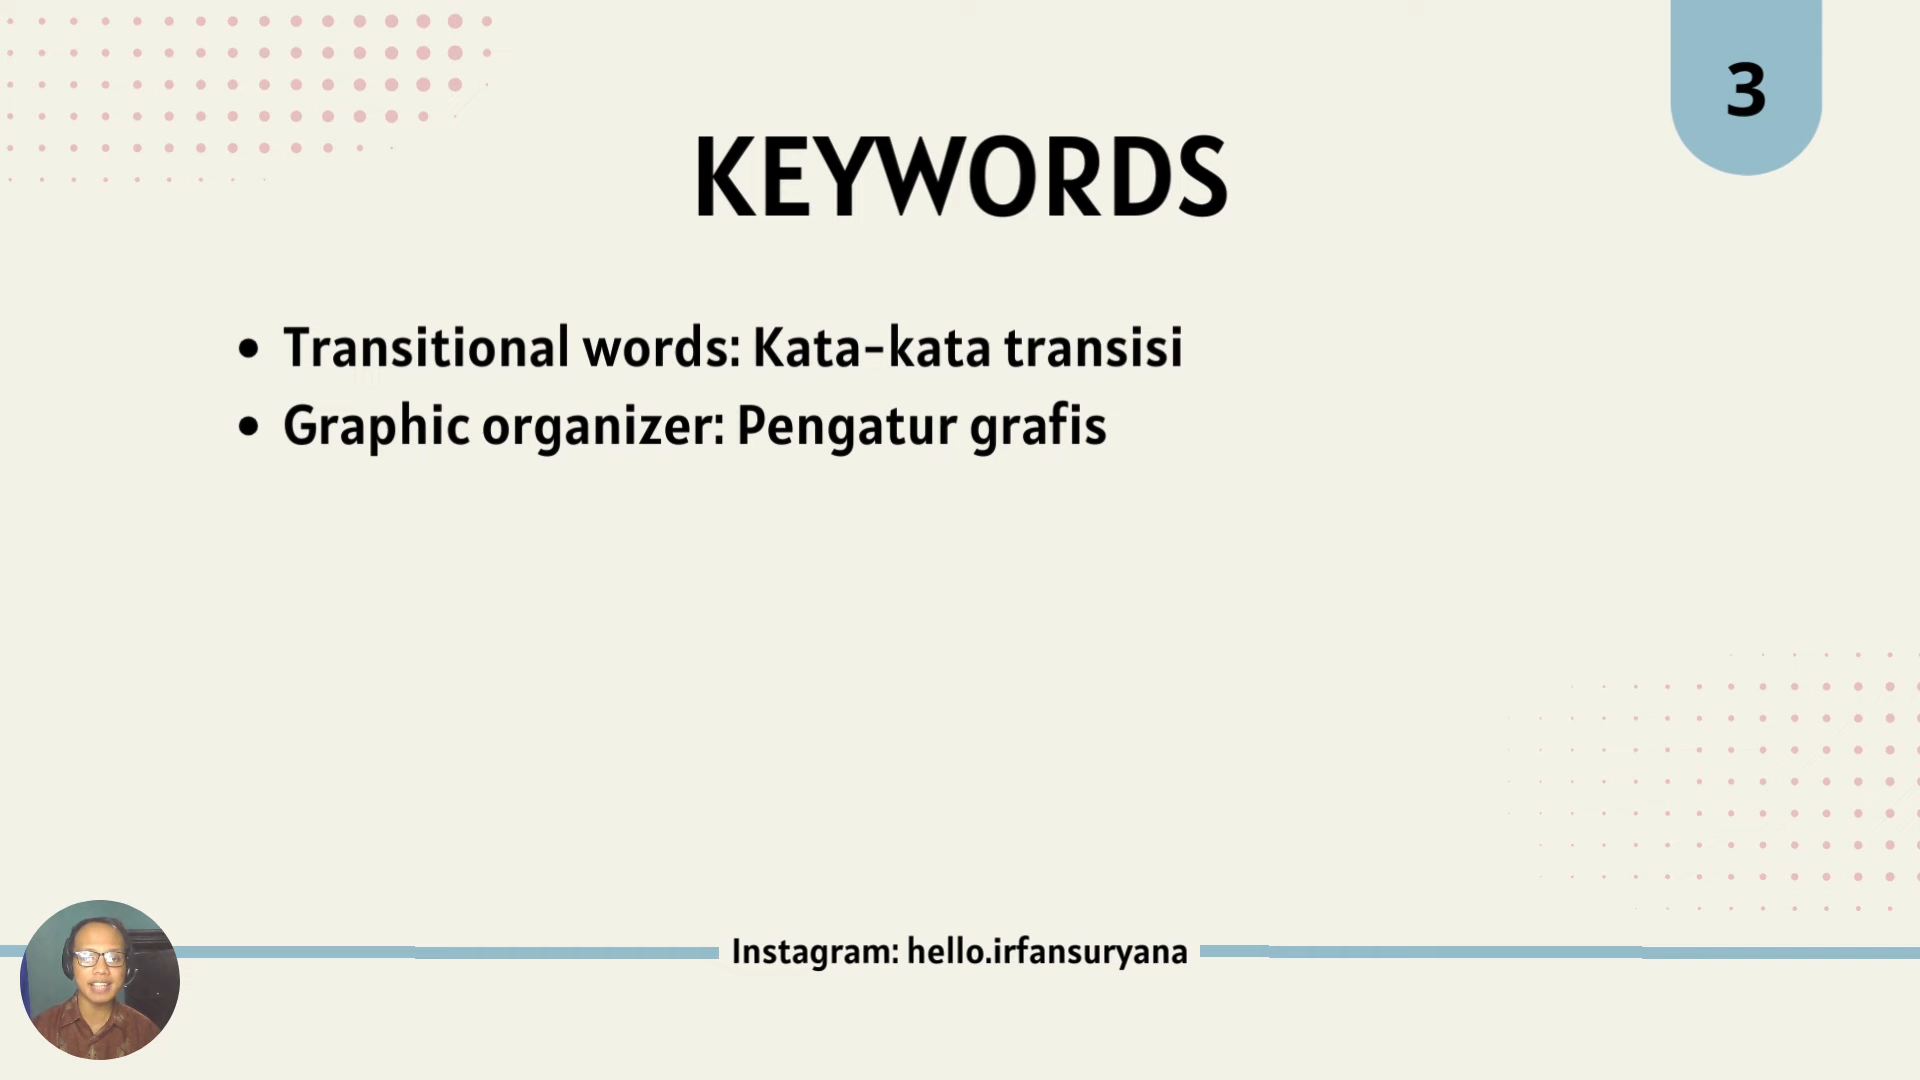 3
KEYWORDS
• Transitional words: Kata-kata transisi
• Graphic organizer: Pengatur grafis
Instagram: hello.irfansuryana